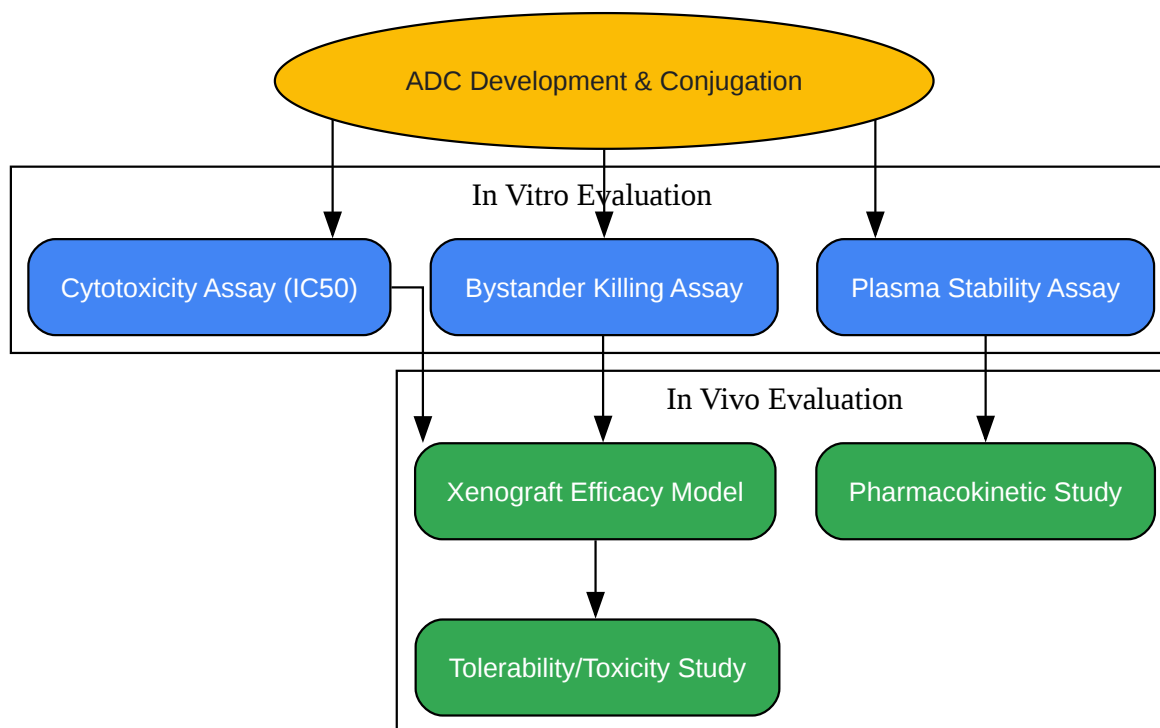 ADC Development & Conjugation
In Vitro Evaluation
Cytotoxicity Assay (IC50)
Bystander Killing Assay
Plasma Stability Assay
In Vivo Evaluation
Xenograft Efficacy Model
Pharmacokinetic Study
Tolerability/Toxicity Study